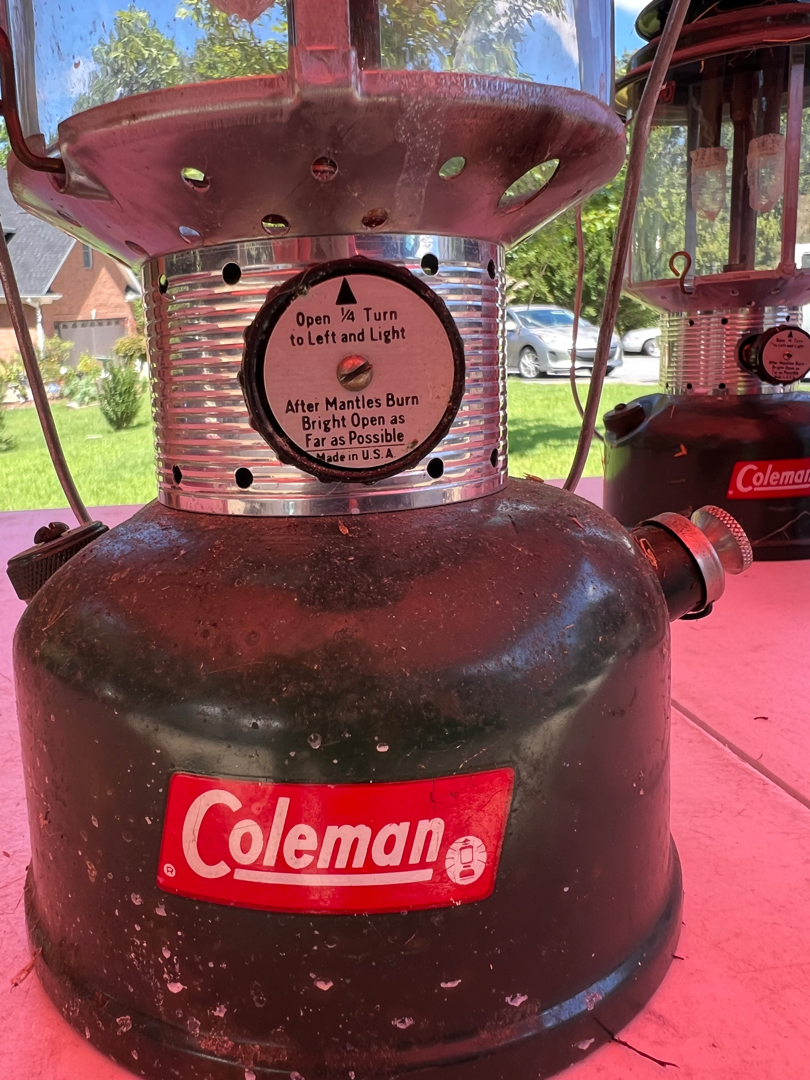 Open ¼ Turn
to Left and Light
After Mantles Burn
Bright Open as
Far as Possible
Made in U.S.A.
Coleman
®
Coleman